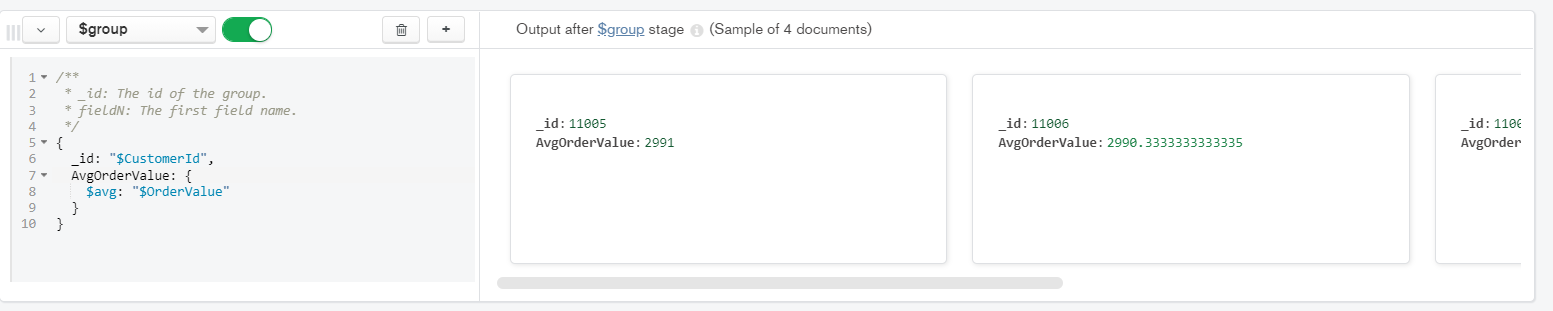 $group
Output after $group stage (Sample of 4 documents)
1 /**
2 * _id: The id of the group.
3 * fieldN: The first field name.
4 */
5 {
6 _id: "$CustomerId",
7 AvgOrderValue: {
8 $avg: "$OrderValue"
9 }
10 }
_id: 11005
AvgOrderValue: 2991
_id: 11006
AvgOrderValue: 2990.3333333333335
_id: 1100
AvgOrder